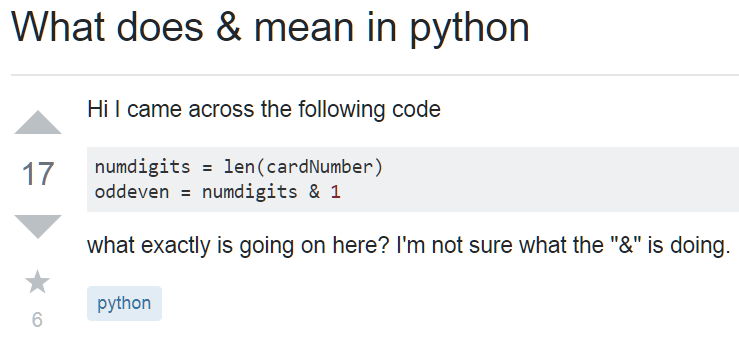 What does & mean in python
Hi I came across the following code
17
numdigits = len(cardNumber)
oddeven = numdigits & 1
what exactly is going on here? I'm not sure what the "&" is doing.
python
6